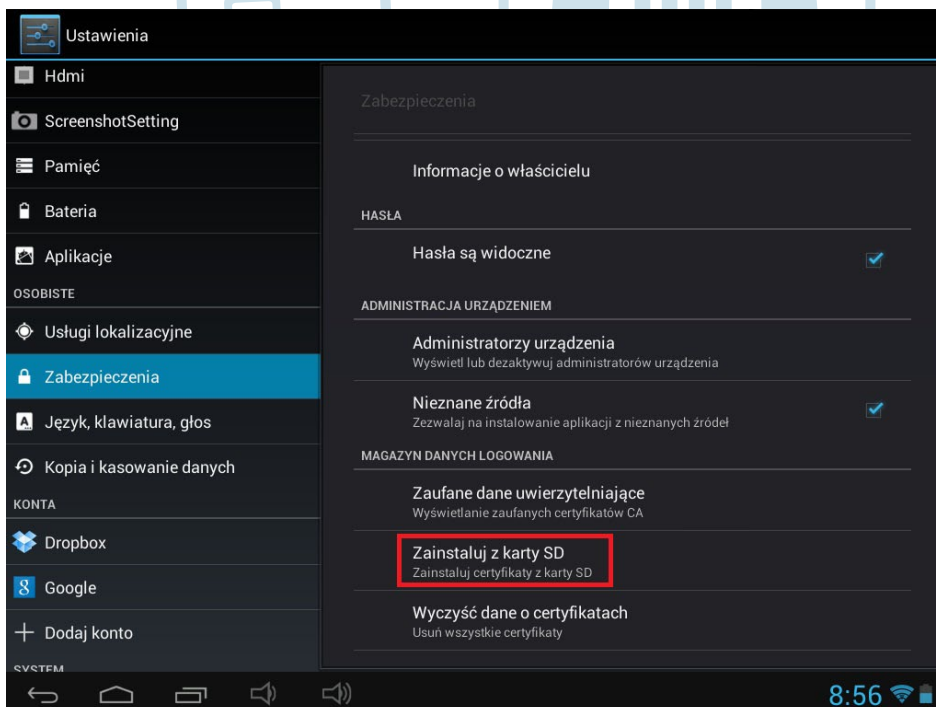 Ustawienia
Hdmi
ScreenshotSetting
Pamięć
Bateria
Aplikacje
OSOBISTE
Usługi lokalizacyjne
Zabezpieczenia
Język, klawiatura, głos
Kopia i kasowanie danych
KONTA
Dropbox
Google
Dodaj konto
SYSTEM
Zabezpieczenia
Informacje o właścicielu
HASŁA
Hasła są widoczne
ADMINISTRACJA URZĄDZENIEM
Administratorzy urządzenia
Wyświetl lub dezaktywuj administratorów urządzenia
Nieznane źródła
Zezwalaj na instalowanie aplikacji z nieznanych źródeł
MAGAZYN DANYCH LOGOWANIA
Zaufane dane uwierzytelniające
Wyświetlanie zaufanych certyfikatów CA
Zainstaluj z karty SD
Zainstaluj certyfikaty z karty SD
Wyczyść dane o certyfikatach
Usuń wszystkie certyfikaty
8:56